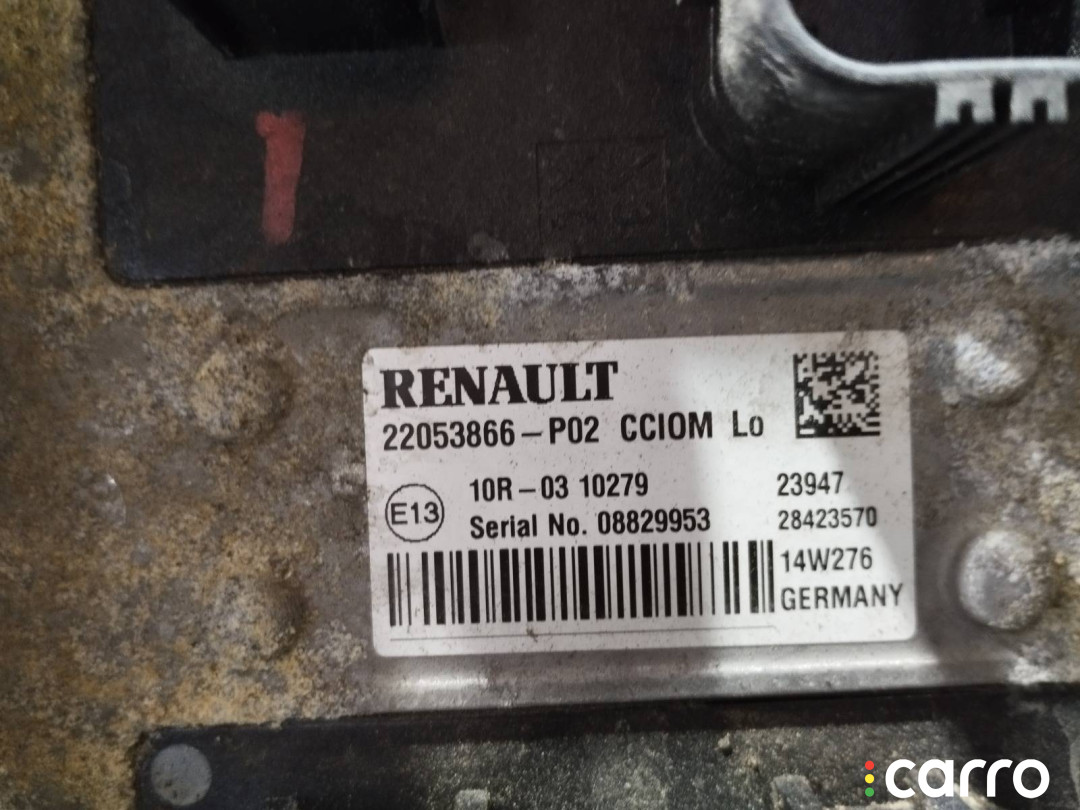 RENAULT
22053866-P02 CCIOM Lo
10R-03 10279 23947
E13
Serial No. 08829953 28423570
14W276
GERMANY
carro